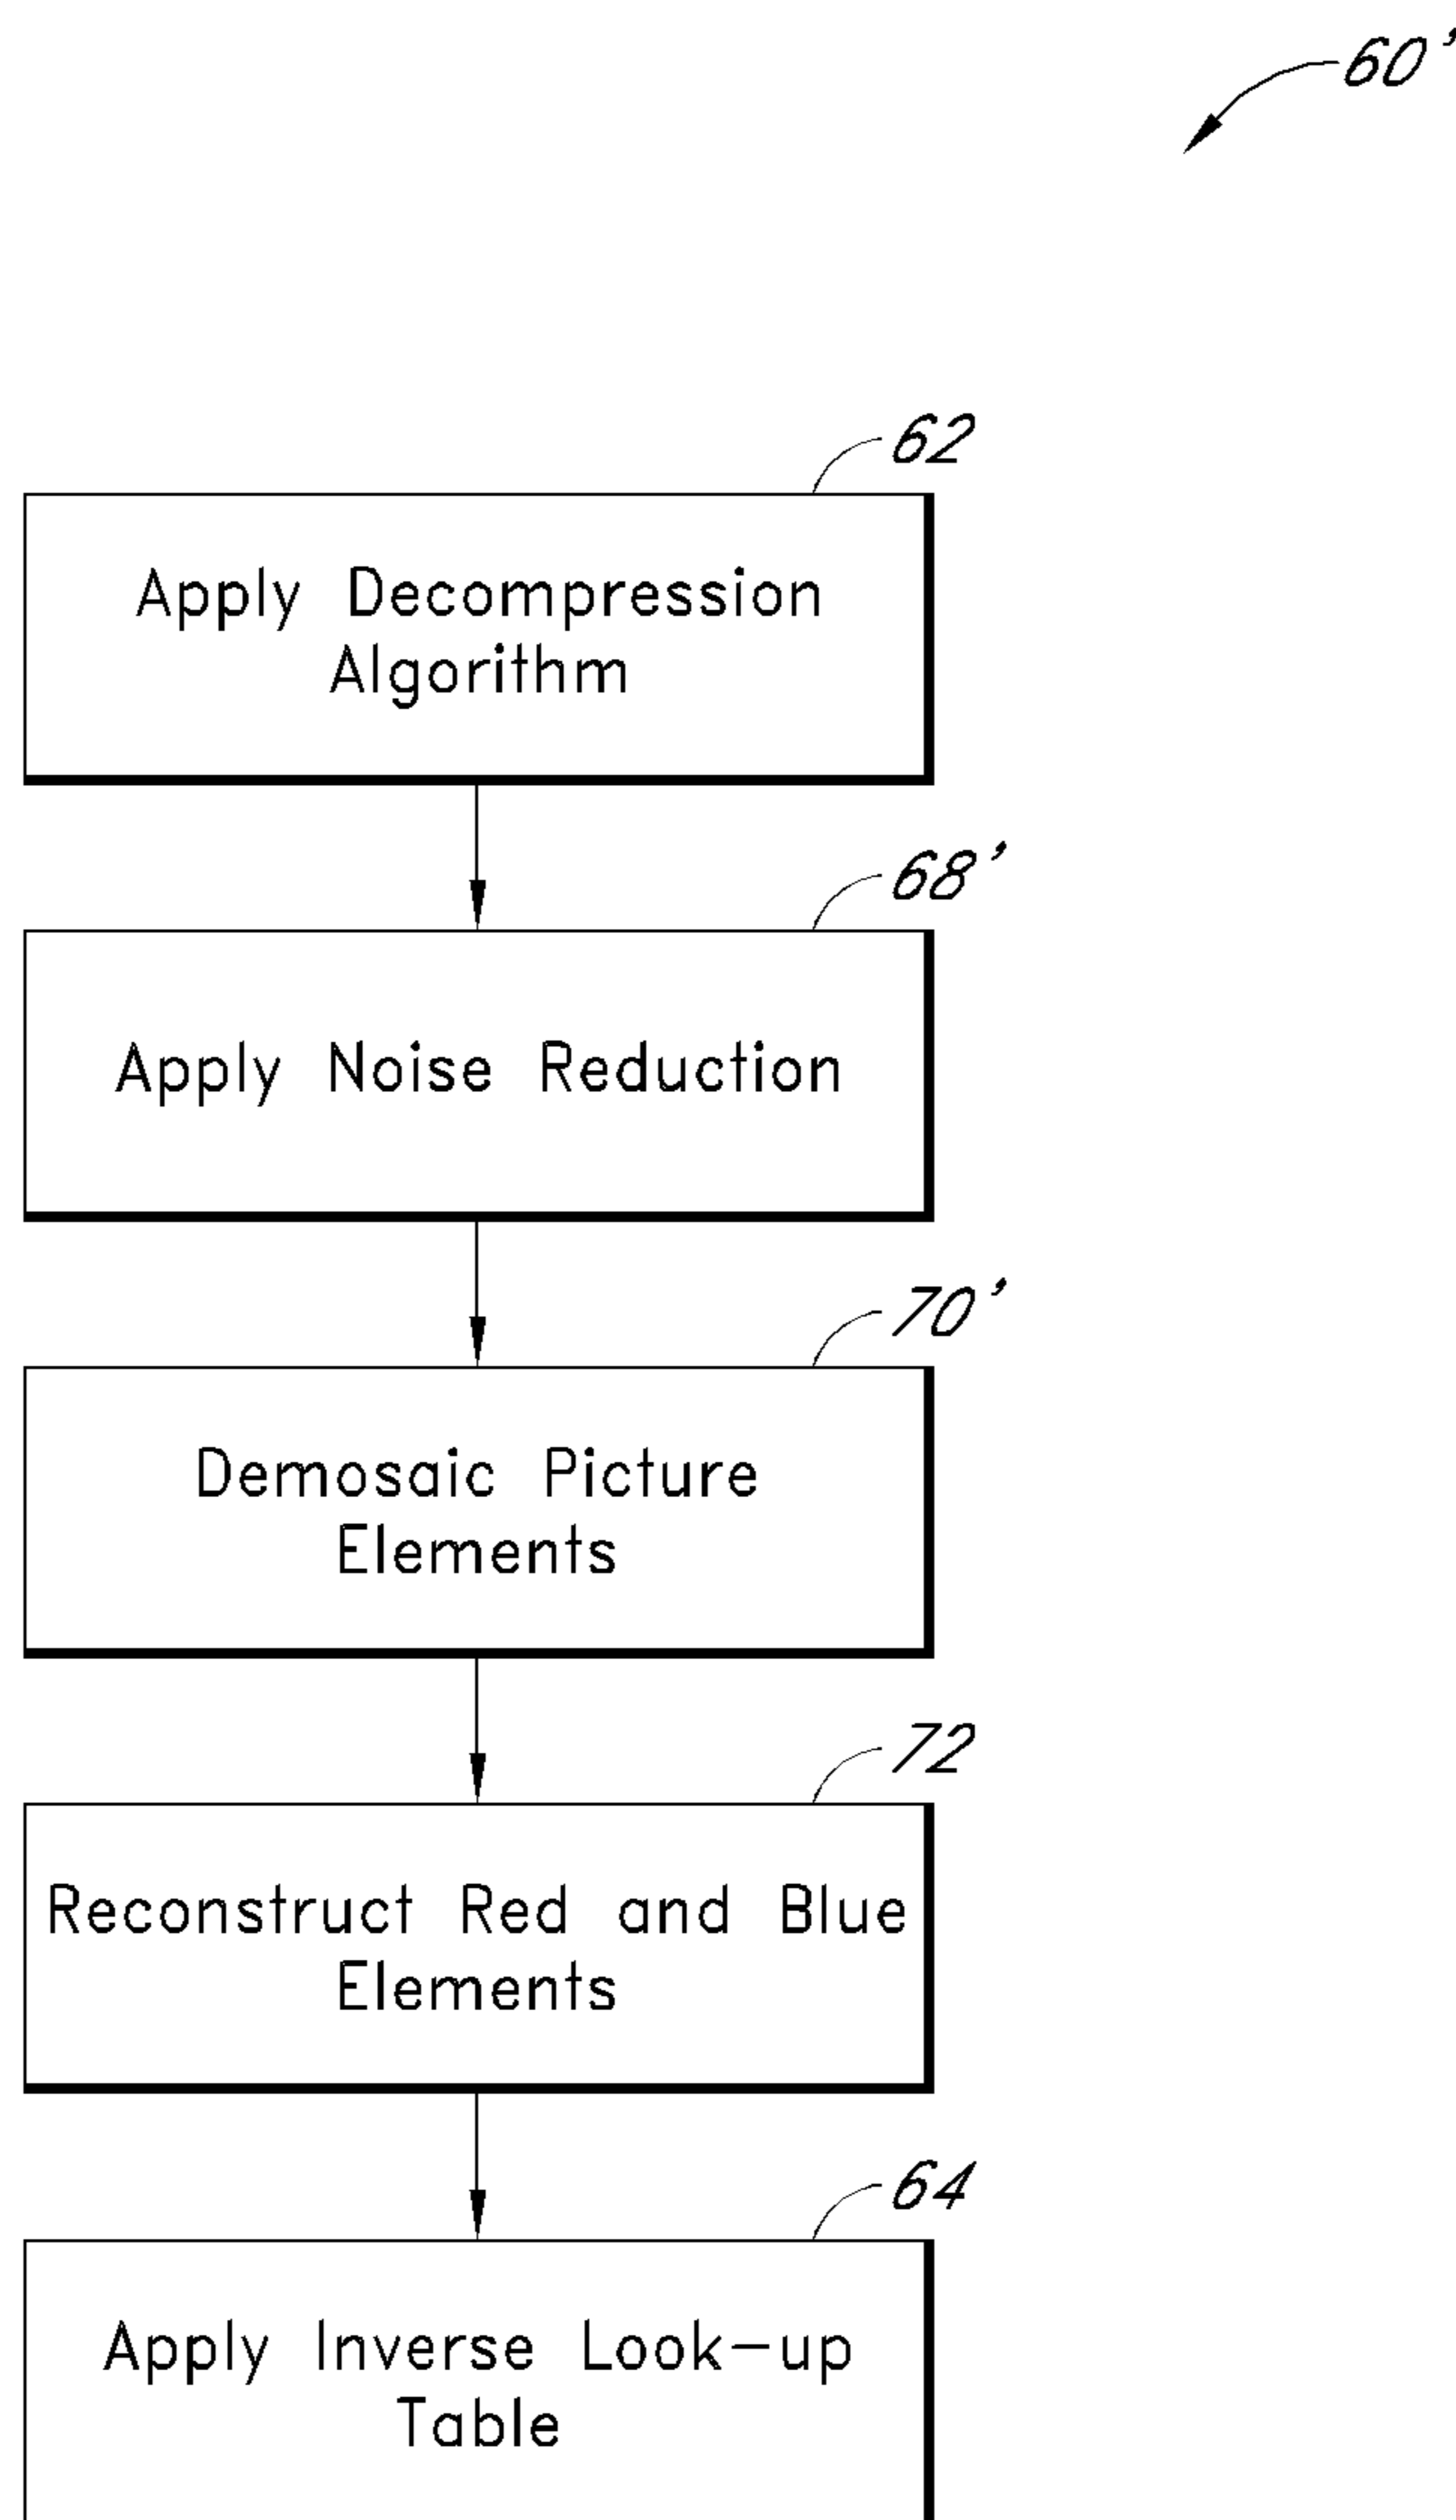 60'
62
Apply Decompression
Algorithm
68'
Apply Noise Reduction
70'
Demosaic Picture
Elements
72
Reconstruct Red and Blue
Elements
64
Apply Inverse Look-up
Table